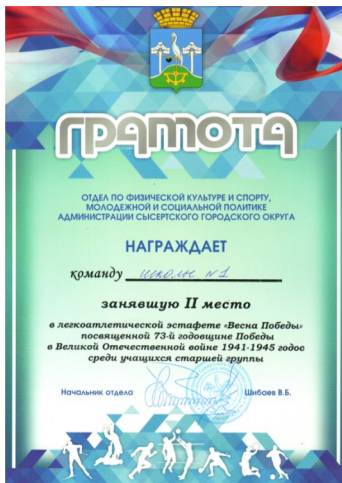 грамота
ОТДЕЛ ПО ФИЗИЧЕСКОЙ КУЛЬТУРЕ И СПОРТУ,
МОЛОДЕЖНОЙ И СОЦИАЛЬНОЙ ПОЛИТИКЕ
АДМИНИСТРАЦИИ СЫСЕРТСКОГО ГОРОДСКОГО ОКРУГА
НАГРАЖДАЕТ
команду школы №1
занявшую II место
в легкоатлетической эстафете «Весна Победы»
посвященной 73-й годовщине Победы
в Великой Отечественной войне 1941-1945 годов
среди учащихся старшей группы
Начальник отдела Шибаев В.Б.